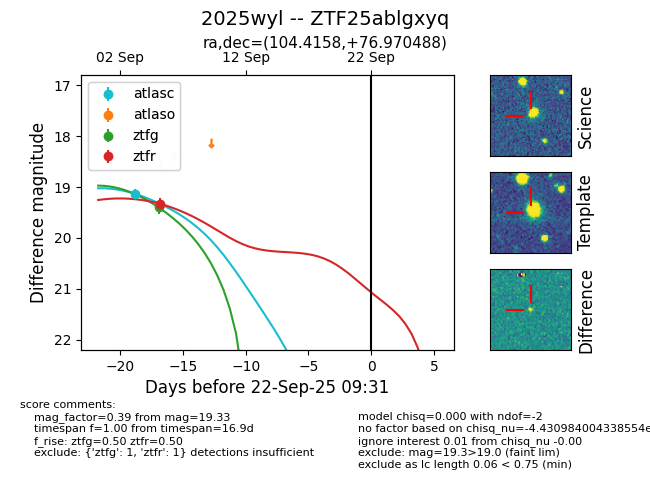 2025wyl -- ZTF25ablgxyq
ra,dec=(104.4158,+76.970488)
02 Sep
12 Sep
22 Sep
17
18
19
20
21
22
Difference magnitude
atlasc
atlaso
ztfg
ztfr
−20
−15
−10
−5
0
5
Days before 22-Sep-25 09:31
Science
Template
Difference
score comments:
mag_factor=0.39 from mag=19.33
timespan f=1.00 from timespan=16.9d
f_rise: ztfg=0.50 ztfr=0.50
exclude: {'ztfg': 1, 'ztfr': 1} detections insufficient
model chisq=0.000 with ndof=-2
no factor based on chisq_nu=-4.430984004338554e
ignore interest 0.01 from chisq_nu -0.00
exclude: mag=19.3>19.0 (faint lim)
exclude as lc length 0.06 < 0.75 (min)